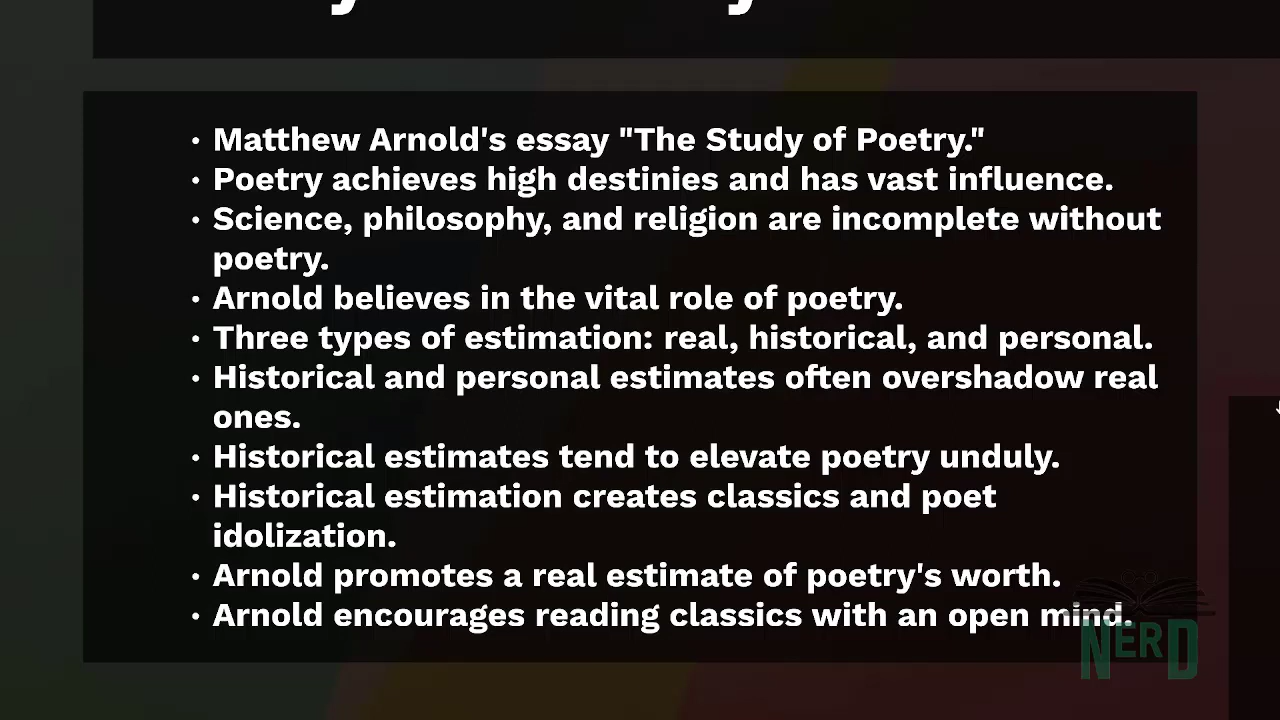 • Matthew Arnold's essay "The Study of Poetry."
• Poetry achieves high destinies and has vast influence.
• Science, philosophy, and religion are incomplete without
poetry.
• Arnold believes in the vital role of poetry.
• Three types of estimation: real, historical, and personal.
• Historical and personal estimates often overshadow real
ones.
• Historical estimates tend to elevate poetry unduly.
• Historical estimation creates classics and poet
idolization.
• Arnold promotes a real estimate of poetry's worth.
• Arnold encourages reading classics with an open mind.
NERD